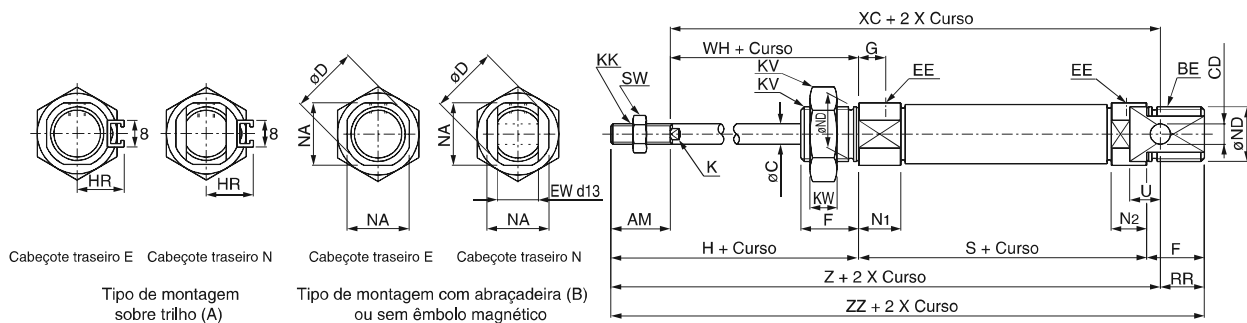 XC + 2 X Curso
WH + Curso
G
KK
SW
KV
KV
EE
EE
BE
CD
øD
øD
NA
NA
8
8
HR
HR
EW d13
NA
NA
øND
øND
K
øC
KW
U
AM
F
N1
N2
H + Curso
S + Curso
F
Z + 2 X Curso
RR
ZZ + 2 X Curso
Cabeçote traseiro E
Cabeçote traseiro N
Cabeçote traseiro E
Cabeçote traseiro N
Tipo de montagem
sobre trilho (A)
Tipo de montagem com abraçadeira (B)
ou sem êmbolo magnético